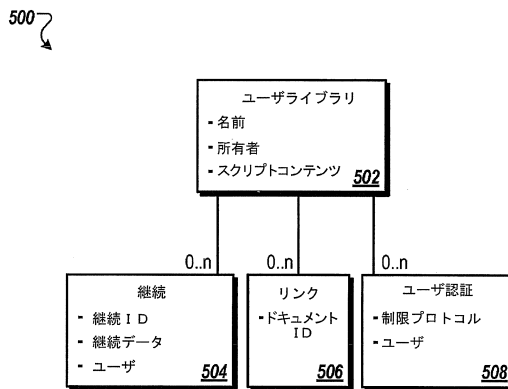 500
ユーザライブラリ
- 名前
- 所有者
- スクリプトコンテンツ
502
0..n
0..n
0..n
継続
- 継続ID
- 継続データ
- ユーザ
504
リンク
-ドキュメント
ID
506
ユーザ認証
- 制限プロトコル
- ユーザ
508